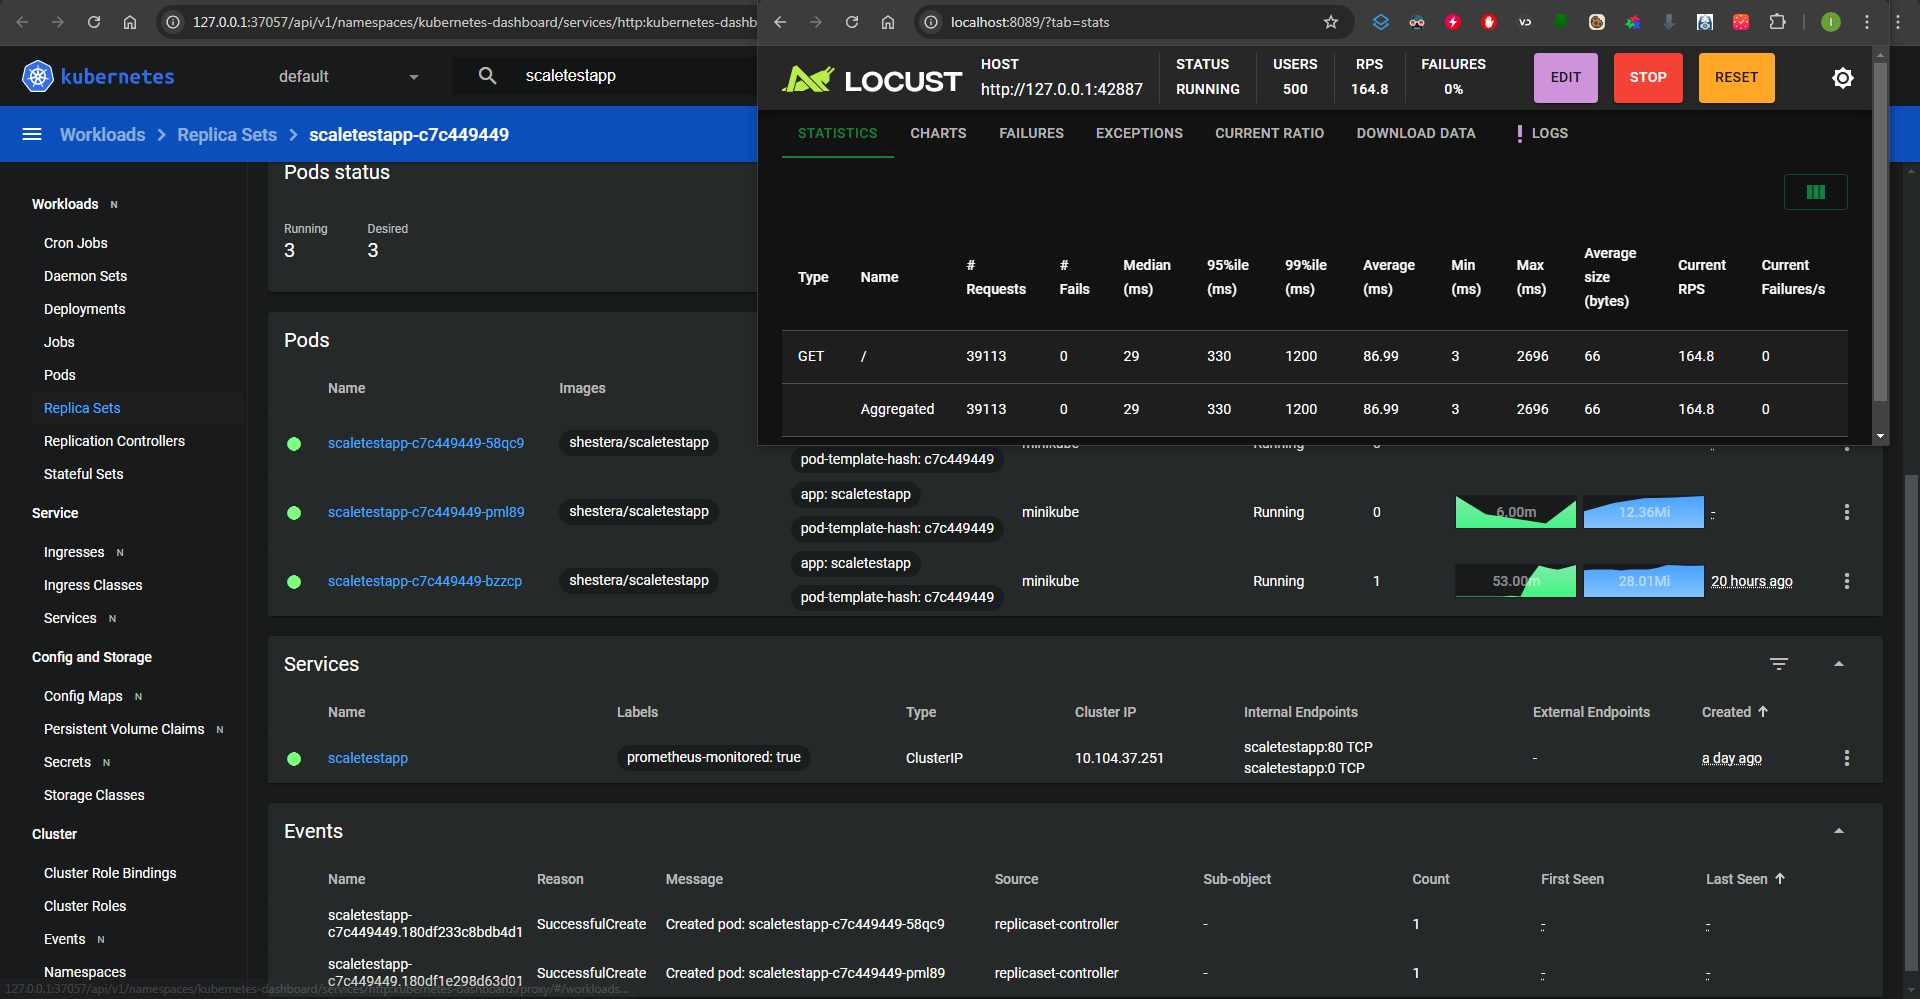 127.0.0.1:37057/api/v1/namespaces/kubernetes-dashboard/services/http:kubernetes-dashb
kubernetes
default
scaletestapp
Workloads
Replica Sets
scaletestapp-c7c449449
Workloads N
Cron Jobs
Daemon Sets
Deployments
Jobs
Pods
Replica Sets
Replication Controllers
Stateful Sets
Service
Ingresses N
Ingress Classes
Services N
Config and Storage
Config Maps N
Persistent Volume Claims N
Secrets N
Storage Classes
Cluster
Cluster Role Bindings
Cluster Roles
Events N
Namespaces
127.0.0.1:37057/api/v1/namespaces/kubernetes-dashboard/services/http:kubernetes-dashboard:/proxy/#/workloads...
Pods status
Running Desired
3 3
Pods
Name Images
scaletestapp-c7c449449-58qc9 shestera/scaletestapp minikube Running
pod-template-hash: c7c449449
scaletestapp-c7c449449-pml89 shestera/scaletestapp app: scaletestapp minikube Running 0 6.00m 12.36Mi -
pod-template-hash: c7c449449
scaletestapp-c7c449449-bzzcp shestera/scaletestapp app: scaletestapp minikube Running 1 53.00m 28.01Mi 20 hours ago
pod-template-hash: c7c449449
Services
Name Labels Type Cluster IP Internal Endpoints External Endpoints Created
scaletestapp prometheus-monitored: true ClusterIP 10.104.37.251 scaletestapp:80 TCP - a day ago
scaletestapp:0 TCP
Events
Name Reason Message Source Sub-object Count First Seen Last Seen
scaletestapp-
c7c449449.180df233c8bdb4d1 SuccessfulCreate Created pod: scaletestapp-c7c449449-58qc9 replicaset-controller - 1 - -
scaletestapp-
c7c449449.180df1e298d63d01 SuccessfulCreate Created pod: scaletestapp-c7c449449-pml89 replicaset-controller - 1 - -
localhost:8089/?tab=stats
VD
I
LOCUST
HOST STATUS USERS RPS FAILURES
http://127.0.0.1:42887 RUNNING 500 164.8 0%
EDIT STOP RESET
STATISTICS CHARTS FAILURES EXCEPTIONS CURRENT RATIO DOWNLOAD DATA ! LOGS
Type Name # Requests # Fails Median (ms) 95%ile (ms) 99%ile (ms) Average (ms) Min (ms) Max (ms) Average size (bytes) Current RPS Current Failures/s
GET / 39113 0 29 330 1200 86.99 3 2696 66 164.8 0
Aggregated 39113 0 29 330 1200 86.99 3 2696 66 164.8 0